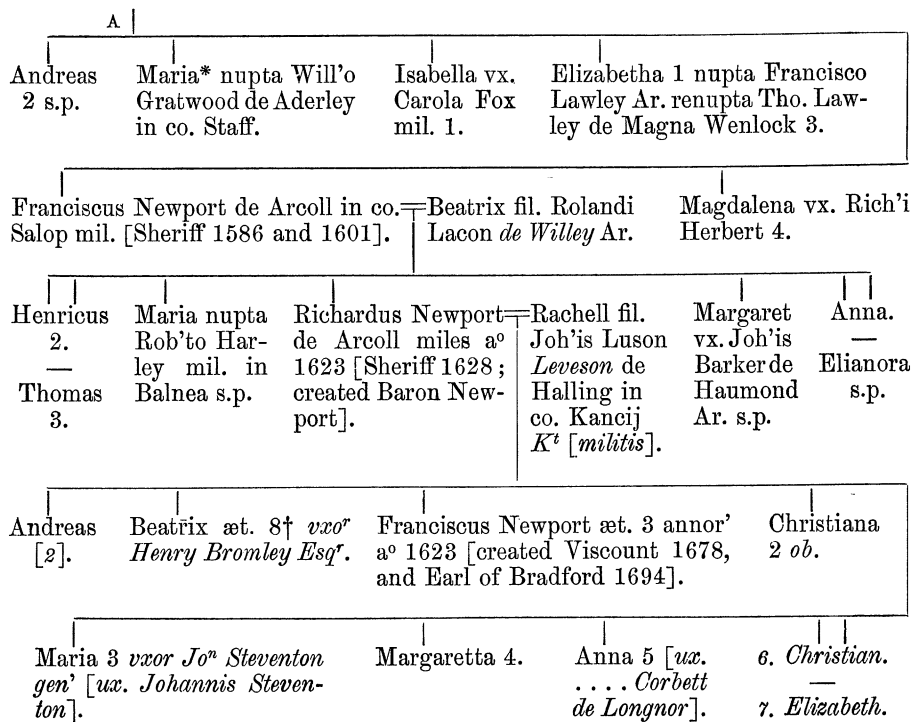 A
Andreas
2 s.p.
Maria* nupta Will'o
Gratwood de Aderley
in co. Staff.
Isabella vx.
Carola Fox
mil. 1.
Elizabetha 1 nupta Francisco
Lawley Ar. renupta Tho. Law-
ley de Magna Wenlock 3.
Franciscus Newport de Arcoll in co.
Salop mil. [Sheriff 1586 and 1601].
Beatrix fil. Rolandi
Lacon de Willey Ar.
Magdalena vx. Rich'i
Herbert 4.
Henricus
2.
—
Thomas
3.
Maria nupta
Rob'to Har-
ley mil. in
Balnea s.p.
Richardus Newport
de Arcoll miles aº
1623 [Sheriff 1628;
created Baron New-
port].
Rachell fil.
Joh'is Luson
Leveson de
Halling in
co. Kancij
Kᵗ [militis].
Margaret
vx. Joh'is
Barker de
Haumond
Ar. s.p.
Anna.
—
Elianora
s.p.
Andreas
[2].
Beatrix æt. 8† vxoʳ
Henry Bromley Esqʳ.
Franciscus Newport æt. 3 annor'
aº 1623 [created Viscount 1678,
and Earl of Bradford 1694].
Christiana
2 ob.
Maria 3 vxor Joⁿ Steventon
gen' [ux. Johannis Steven-
ton].
Margaretta 4.
Anna 5 [ux.
.... Corbett
de Longnor].
6. Christian.
—
7. Elizabeth.